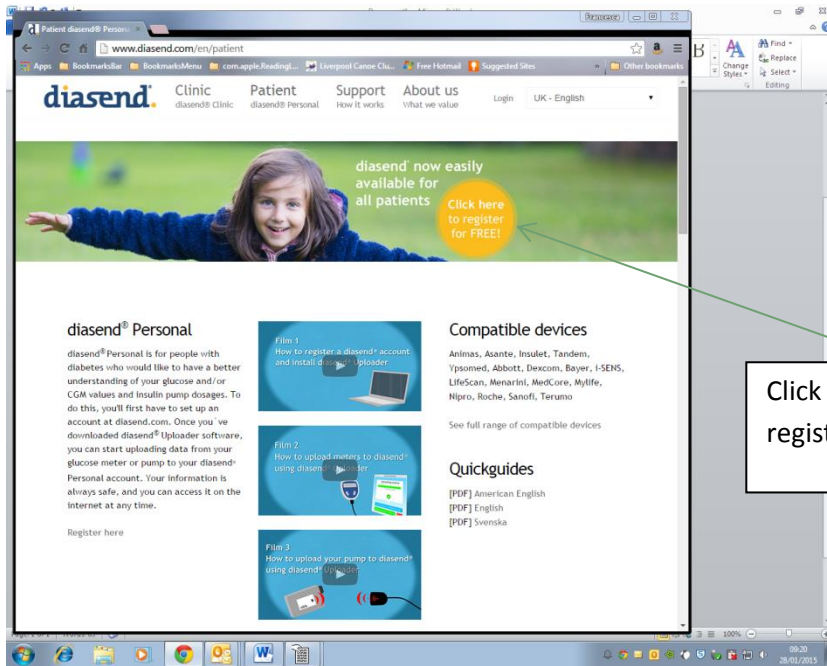 Francesca
Patient diasend® Person
www.diasend.com/en/patient
Apps BookmarksBar BookmarksMenu com.apple.ReadingL... Liverpool Canoe Clu... Free Hotmail Suggested Sites » Other bookmarks
Find
Replace
Select
Change
Styles
Editing
diasend.
Clinic
diasend® Clinic
Patient
diasend® Personal
Support
How it works
About us
What we value
Login
UK - English
diasend® now easily
available for
all patients
Click here
to register
for FREE!
diasend® Personal
diasend® Personal is for people with
diabetes who would like to have a better
understanding of your glucose and/or
CGM values and insulin pump dosages. To
do this, you'll first have to set up an
account at diasend.com. Once you´ve
downloaded diasend® Uploader software,
you can start uploading data from your
glucose meter or pump to your diasend®
Personal account. Your information is
always safe, and you can access it on the
internet at any time.
Register here
Film 1
How to register a diasend® account
and install diasend® Uploader
Film 2
How to upload meters to diasend®
using diasend® Uploader
Film 3
How to upload your pump to diasend®
using diasend® Uploader
Compatible devices
Animas, Asante, Insulet, Tandem,
Ypsomed, Abbott, Dexcom, Bayer, i-SENS,
LifeScan, Menarini, MedCore, Mylife,
Nipro, Roche, Sanofi, Terumo
See full range of compatible devices
Quickguides
[PDF] American English
[PDF] English
[PDF] Svenska
Click
regist
100%
09:20
28/01/2015